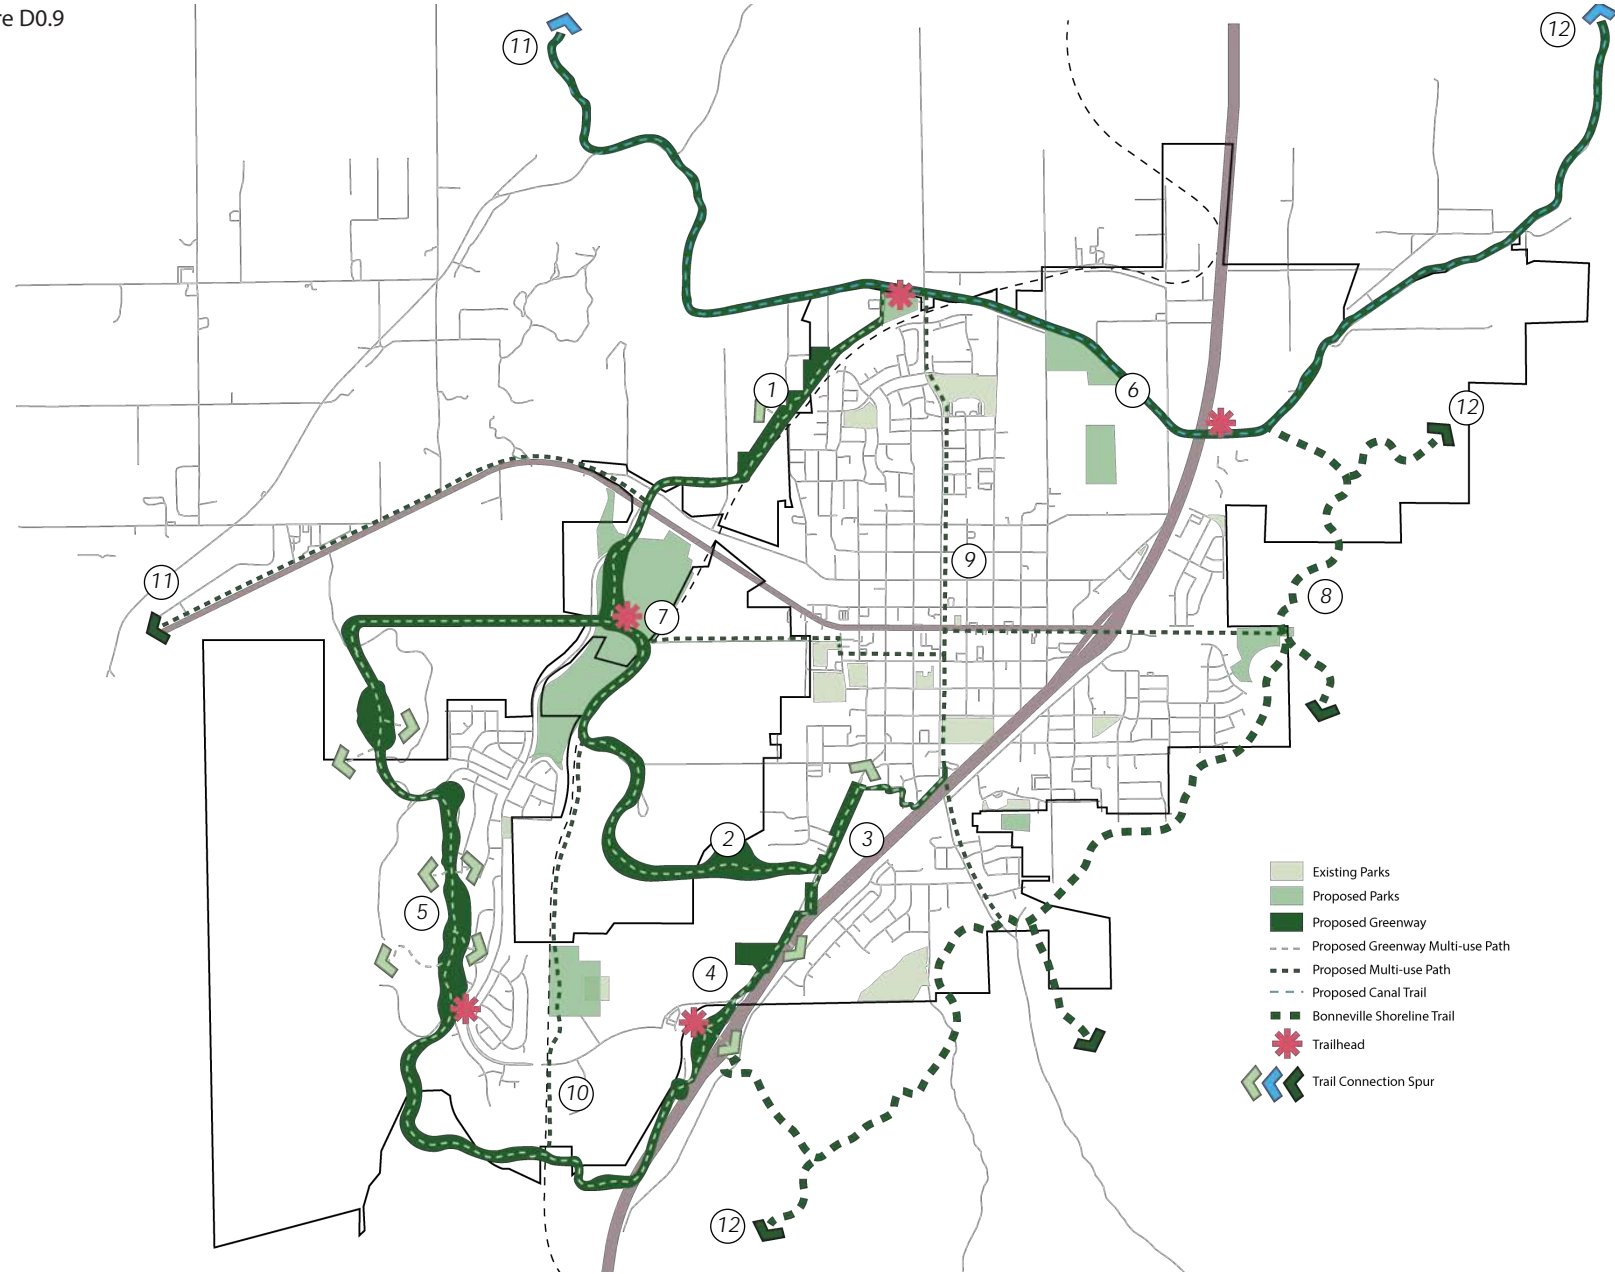 re D0.9
11
12
1
6
12
9
11
8
7
2
3
5
4
10
12
Existing Parks
Proposed Parks
Proposed Greenway
Proposed Greenway Multi-use Path
Proposed Multi-use Path
Proposed Canal Trail
Bonneville Shoreline Trail
Trailhead
Trail Connection Spur